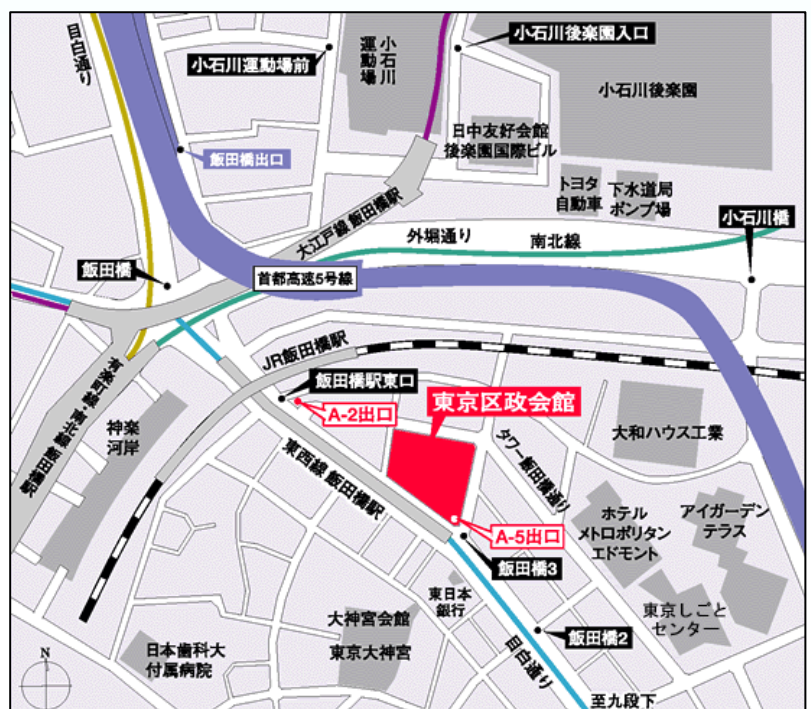 目白通り
小石川運動場前
小石川
運動場
小石川後楽園入口
小石川後楽園
日中友好会館
後楽園国際ビル
飯田橋出口
トヨタ
自動車
下水道局
ポンプ場
小石川橋
大江戸線 飯田橋駅
外堀通り
南北線
飯田橋
首都高速5号線
JR飯田橋駅
飯田橋駅東口
A-2出口
東京区政会館
有楽町線・南北線 飯田橋駅
神楽
河岸
東西線 飯田橋駅
タワー飯田橋通り
大和ハウス工業
A-5出口
飯田橋3
ホテル
メトロポリタン
エドモント
アイガーデン
テラス
東日本
銀行
東京しごと
センター
大神宮会館
東京大神宮
飯田橋2
目白通り
日本歯科大
付属病院
至九段下
N